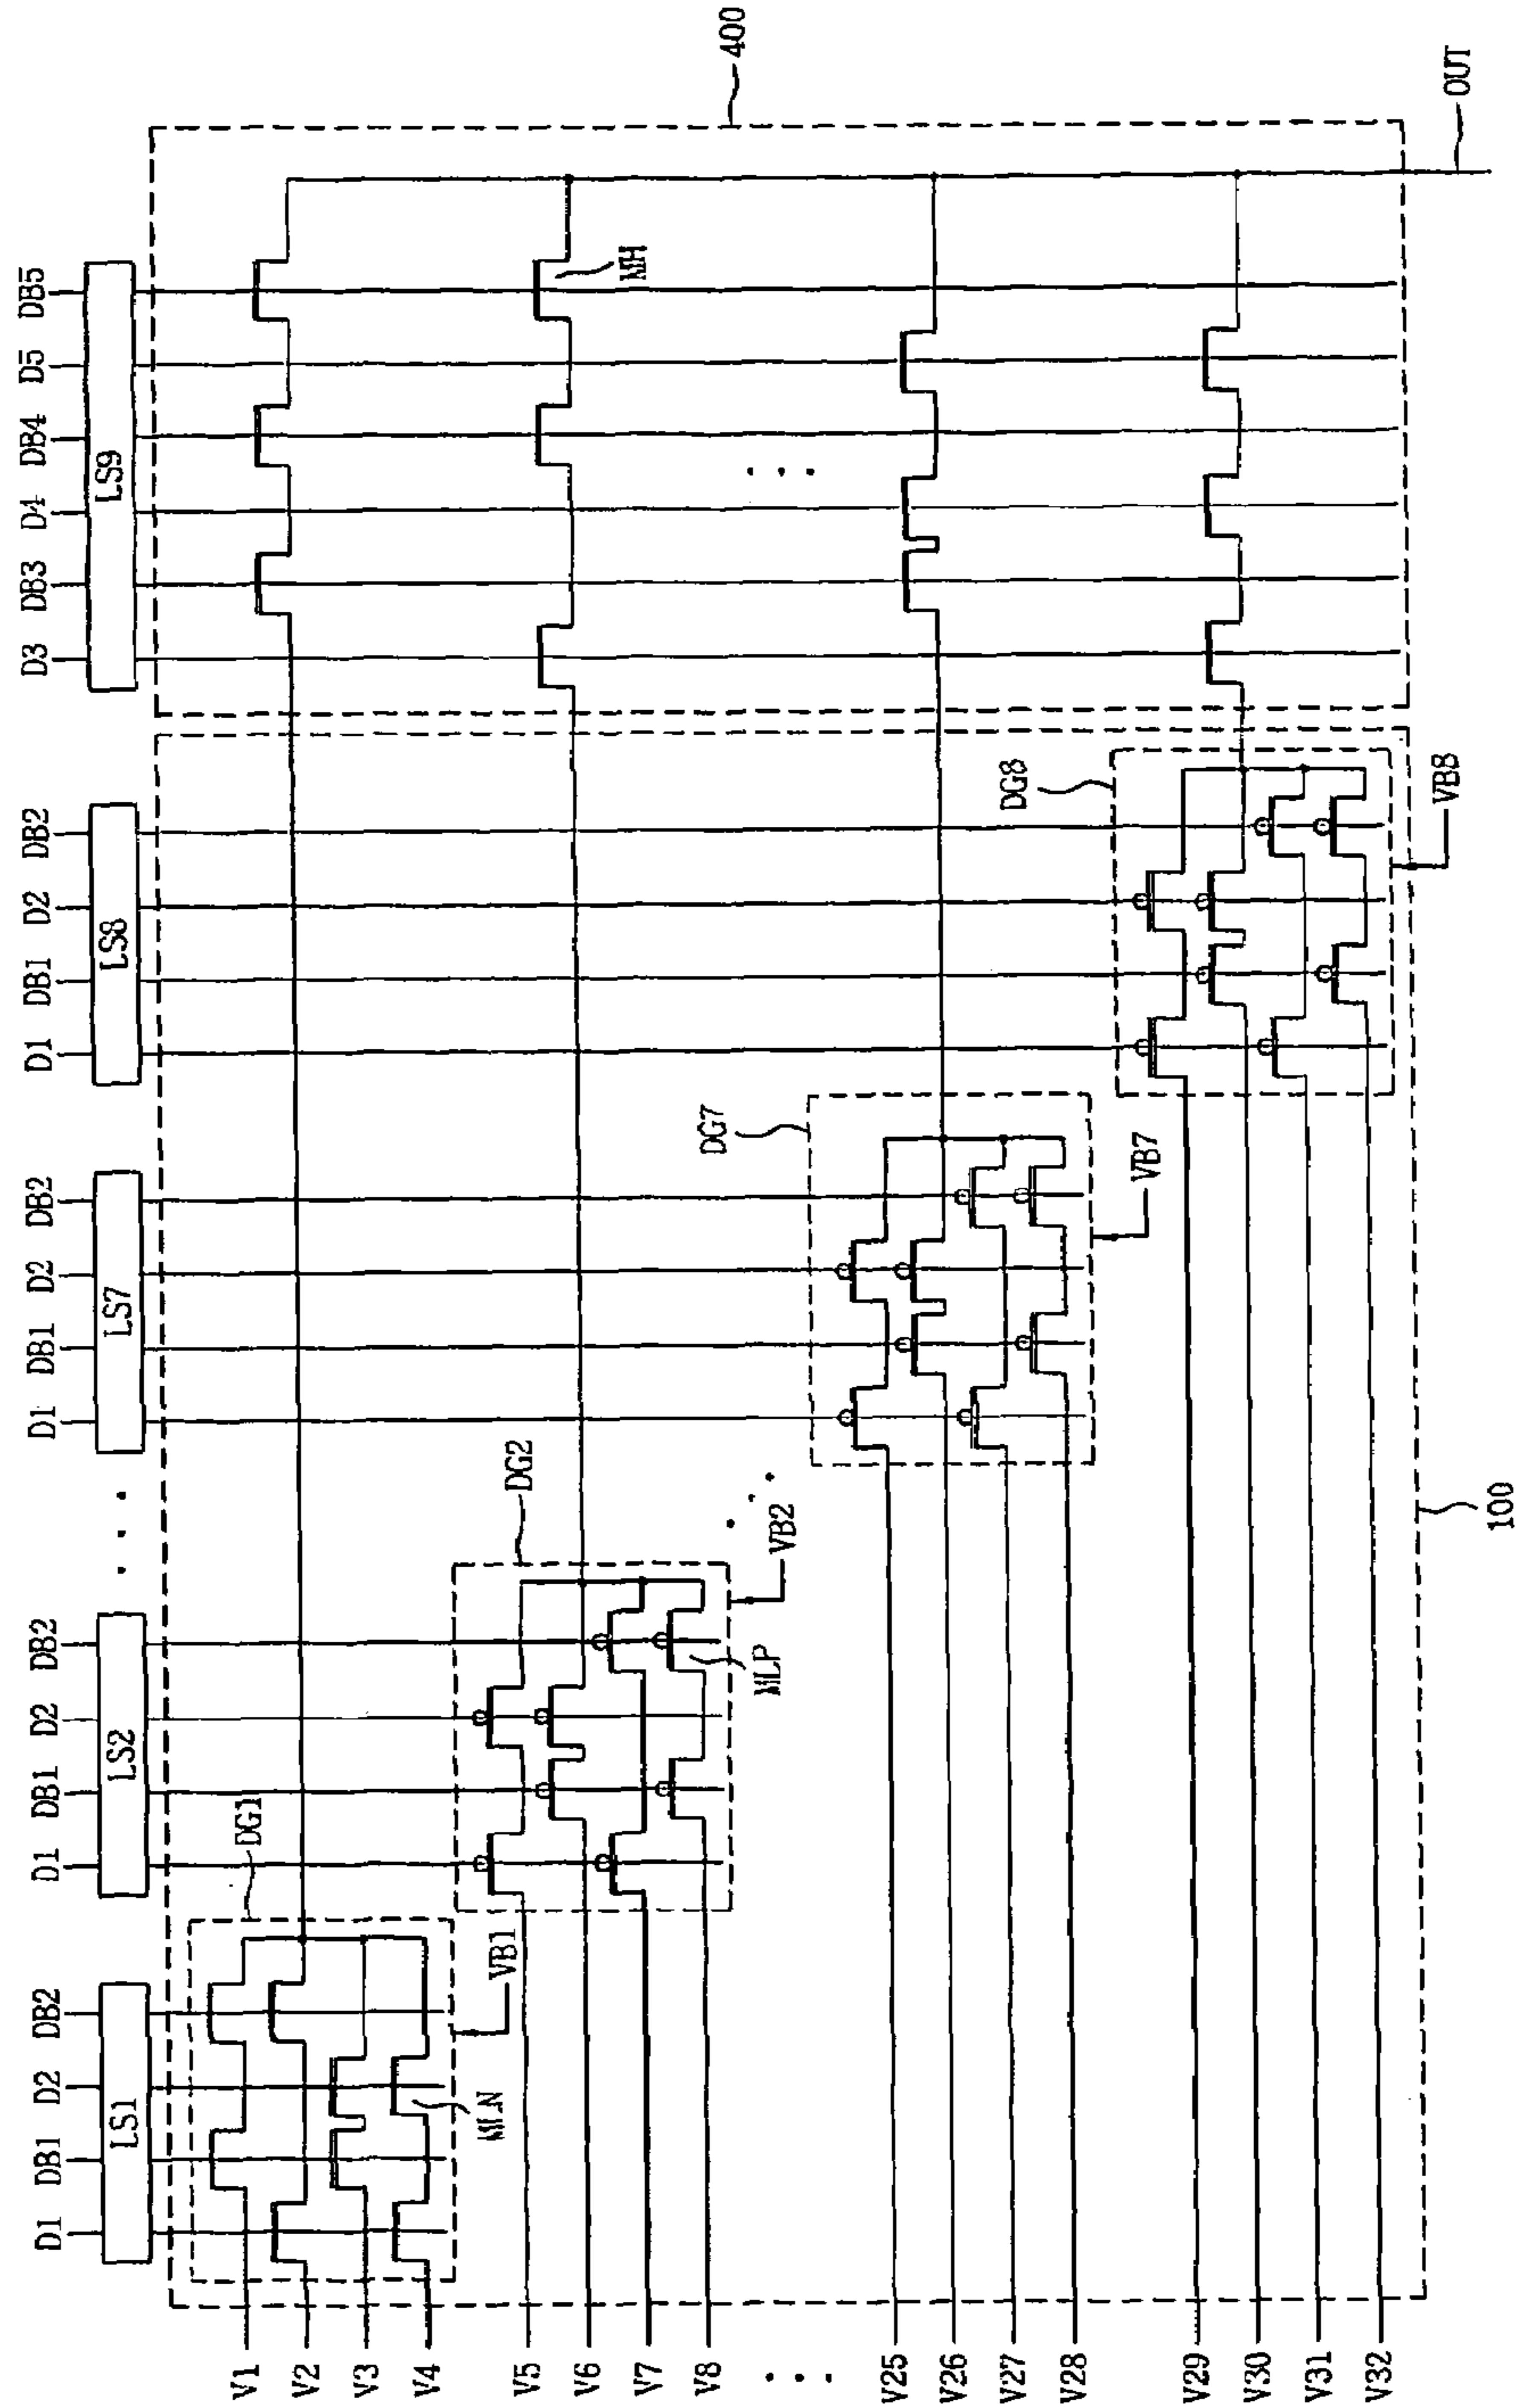 D1 DB1 D2 DB2
D1 DB1 D2 DB2
...
D1 DB1 D2 DB2
D1 DB1 D2 DB2
D3 DB3 D4 DB4 D5 DB5
LS1
LS2
LS7
LS8
LS9
400
DG1
DG2
DG7
DG8
MLN
MLP
MH
VB1
VB2
VB7
VB8
V1
V2
V3
V4
V5
V6
V7
V8
...
V25
V26
V27
V28
V29
V30
V31
V32
100
OUT